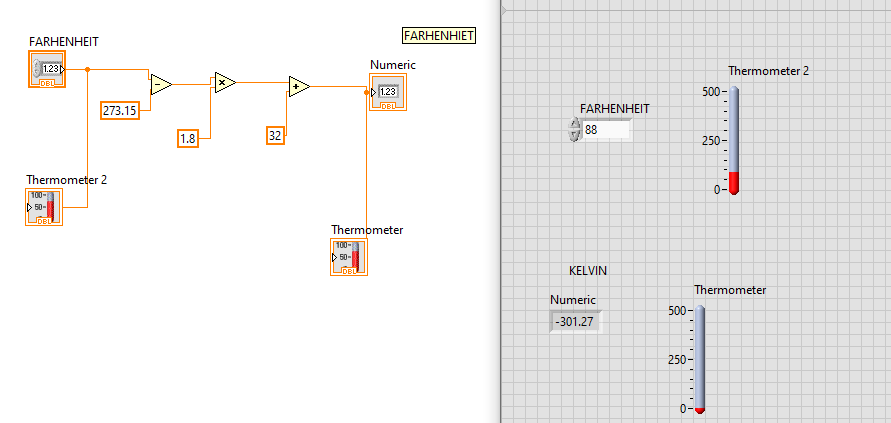 FARHENHEIT
FARHENHIET
1.23
DBL
Numeric
1.23
DBL
273.15
1.8
32
Thermometer 2
100
50
DBL
Thermometer
100
50
DBL
Thermometer 2
500
250
0
FARHENHEIT
88
KELVIN
Numeric
-301.27
Thermometer
500
250
0